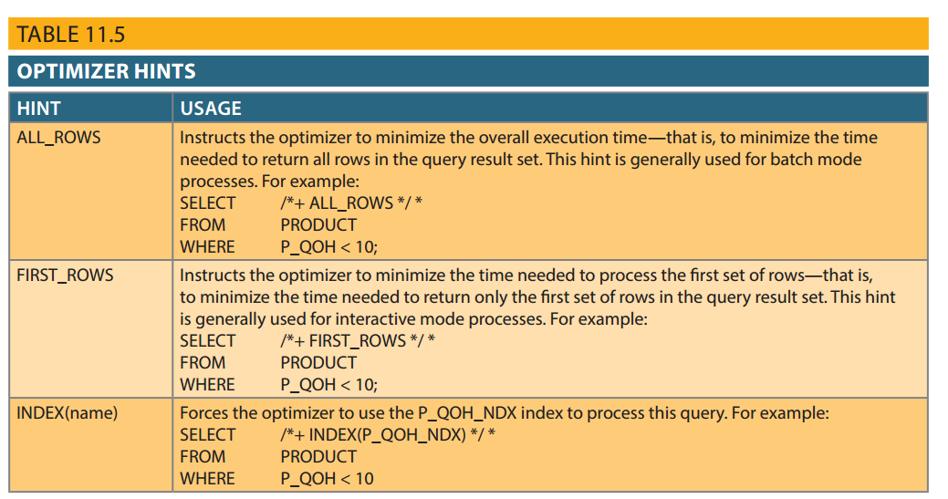 TABLE 11.5
OPTIMIZER HINTS
HINT USAGE
ALL_ROWS Instructs the optimizer to minimize the overall execution time—that is, to minimize the time
needed to return all rows in the query result set. This hint is generally used for batch mode
processes. For example:
SELECT /*+ ALL_ROWS */ *
FROM PRODUCT
WHERE P_QOH < 10;
FIRST_ROWS Instructs the optimizer to minimize the time needed to process the first set of rows—that is,
to minimize the time needed to return only the first set of rows in the query result set. This hint
is generally used for interactive mode processes. For example:
SELECT /*+ FIRST_ROWS */ *
FROM PRODUCT
WHERE P_QOH < 10;
INDEX(name) Forces the optimizer to use the P_QOH_NDX index to process this query. For example:
SELECT /*+ INDEX(P_QOH_NDX) */ *
FROM PRODUCT
WHERE P_QOH < 10